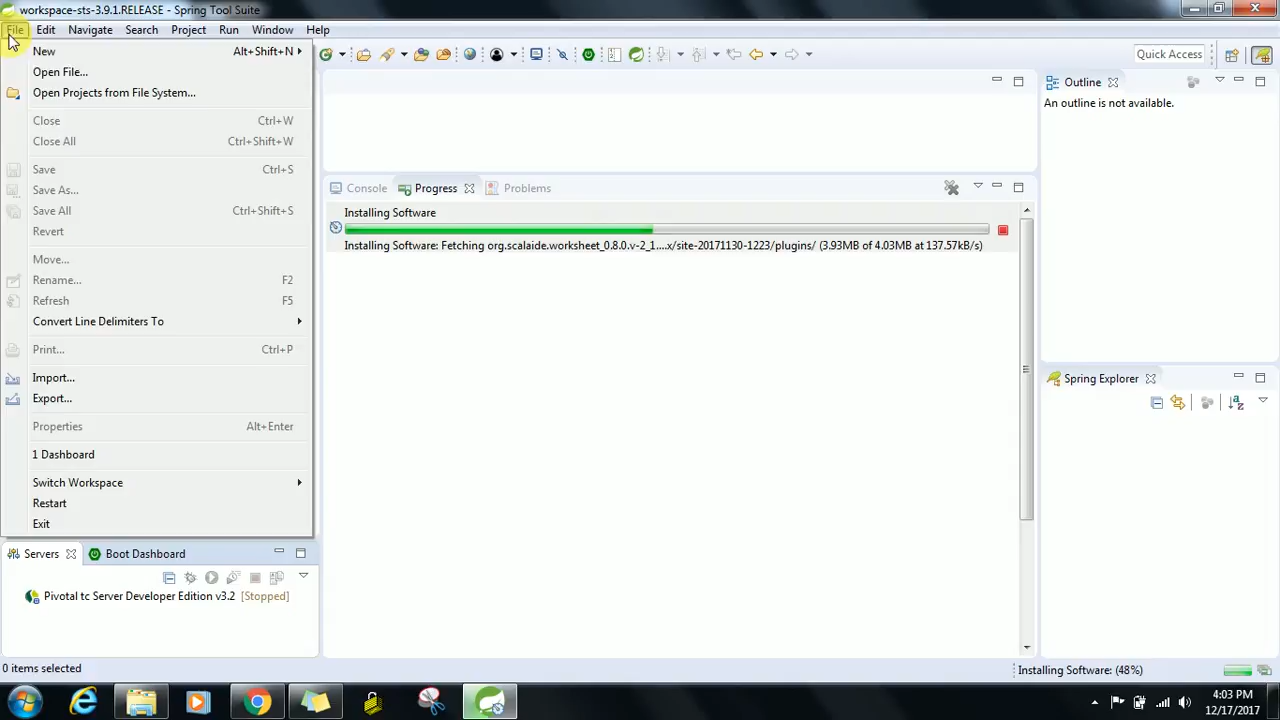 workspace-sts-3.9.1.RELEASE - Spring Tool Suite
File Edit Navigate Search Project Run Window Help
New Alt+Shift+N
Open File...
Open Projects from File System...
Close Ctrl+W
Close All Ctrl+Shift+W
Save Ctrl+S
Save As...
Save All Ctrl+Shift+S
Revert
Move...
Rename... F2
Refresh F5
Convert Line Delimiters To
Print... Ctrl+P
Import...
Export...
Properties Alt+Enter
1 Dashboard
Switch Workspace
Restart
Exit
Quick Access
Console Progress Problems
Installing Software
Installing Software: Fetching org.scalaide.worksheet_0.8.0.v-2_1....x/site-20171130-1223/plugins/ (3.93MB of 4.03MB at 137.57kB/s)
Outline
An outline is not available.
Spring Explorer
Servers Boot Dashboard
Pivotal tc Server Developer Edition v3.2 [Stopped]
0 items selected
Installing Software: (48%)
4:03 PM
12/17/2017